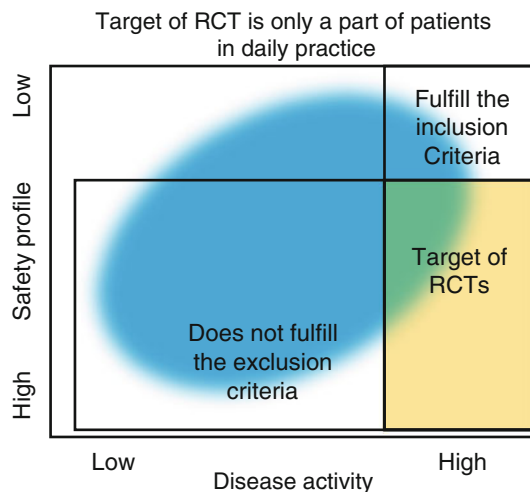 Target of RCT is only a part of patients
in daily practice
Low
Safety profile
High
Fulfill the
inclusion
Criteria
Target of
RCTs
Does not fulfill
the exclusion
criteria
Low
High
Disease activity